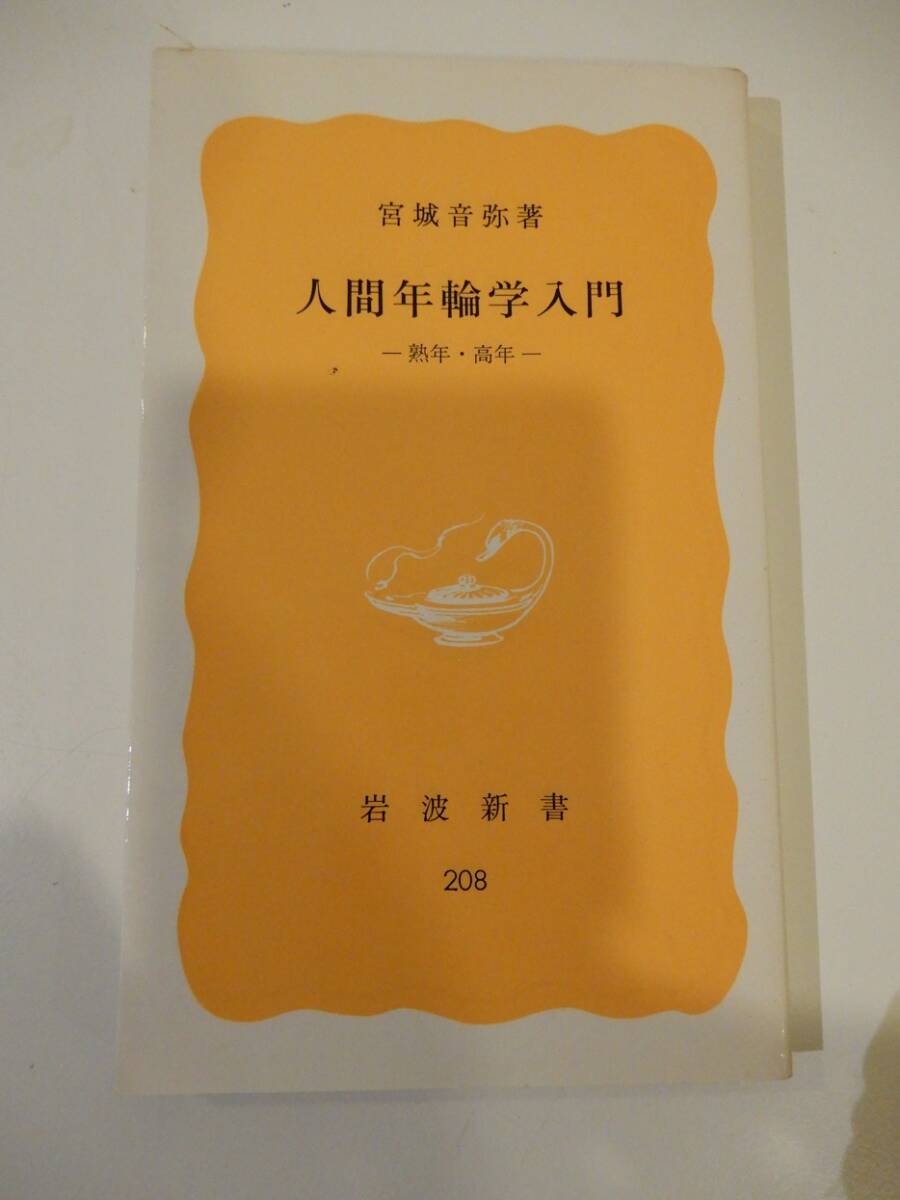 宮城音弥著
人間年輪学入門
—熟年・高年—
岩波新書
208